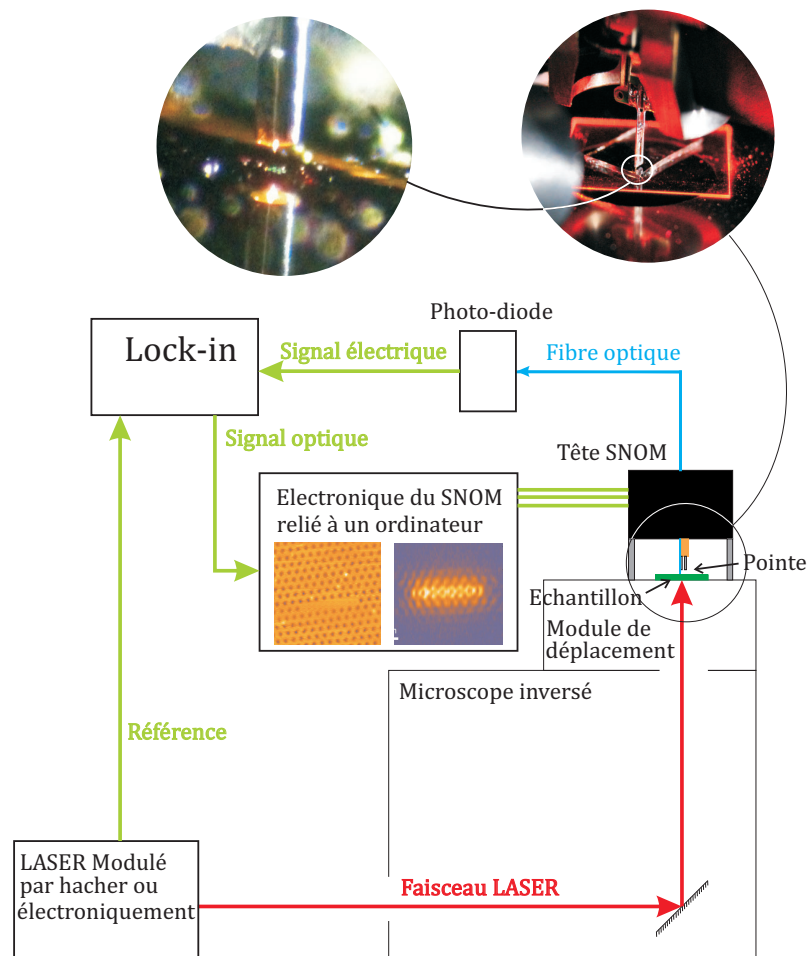 Photo-diode
Lock-in
Signal électrique
Fibre optique
Signal optique
Tête SNOM
Electronique du SNOM
relié à un ordinateur
Pointe
Echantillon
Module de
déplacement
Microscope inversé
Référence
LASER Modulé
par hacher ou
électroniquement
Faisceau LASER